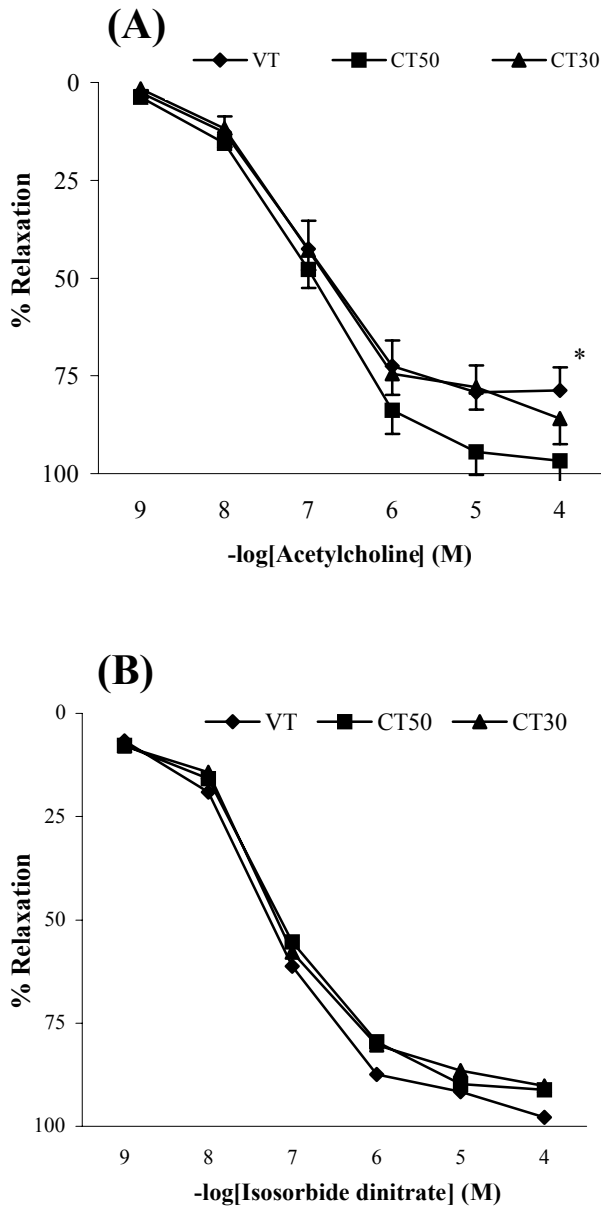 (A)
VT CT50 CT30
0
25
50
75
100
% Relaxation
*
9 8 7 6 5 4
-log[Acetylcholine] (M)
(B)
VT CT50 CT30
0
25
50
75
100
% Relaxation
9 8 7 6 5 4
-log[Isosorbide dinitrate] (M)